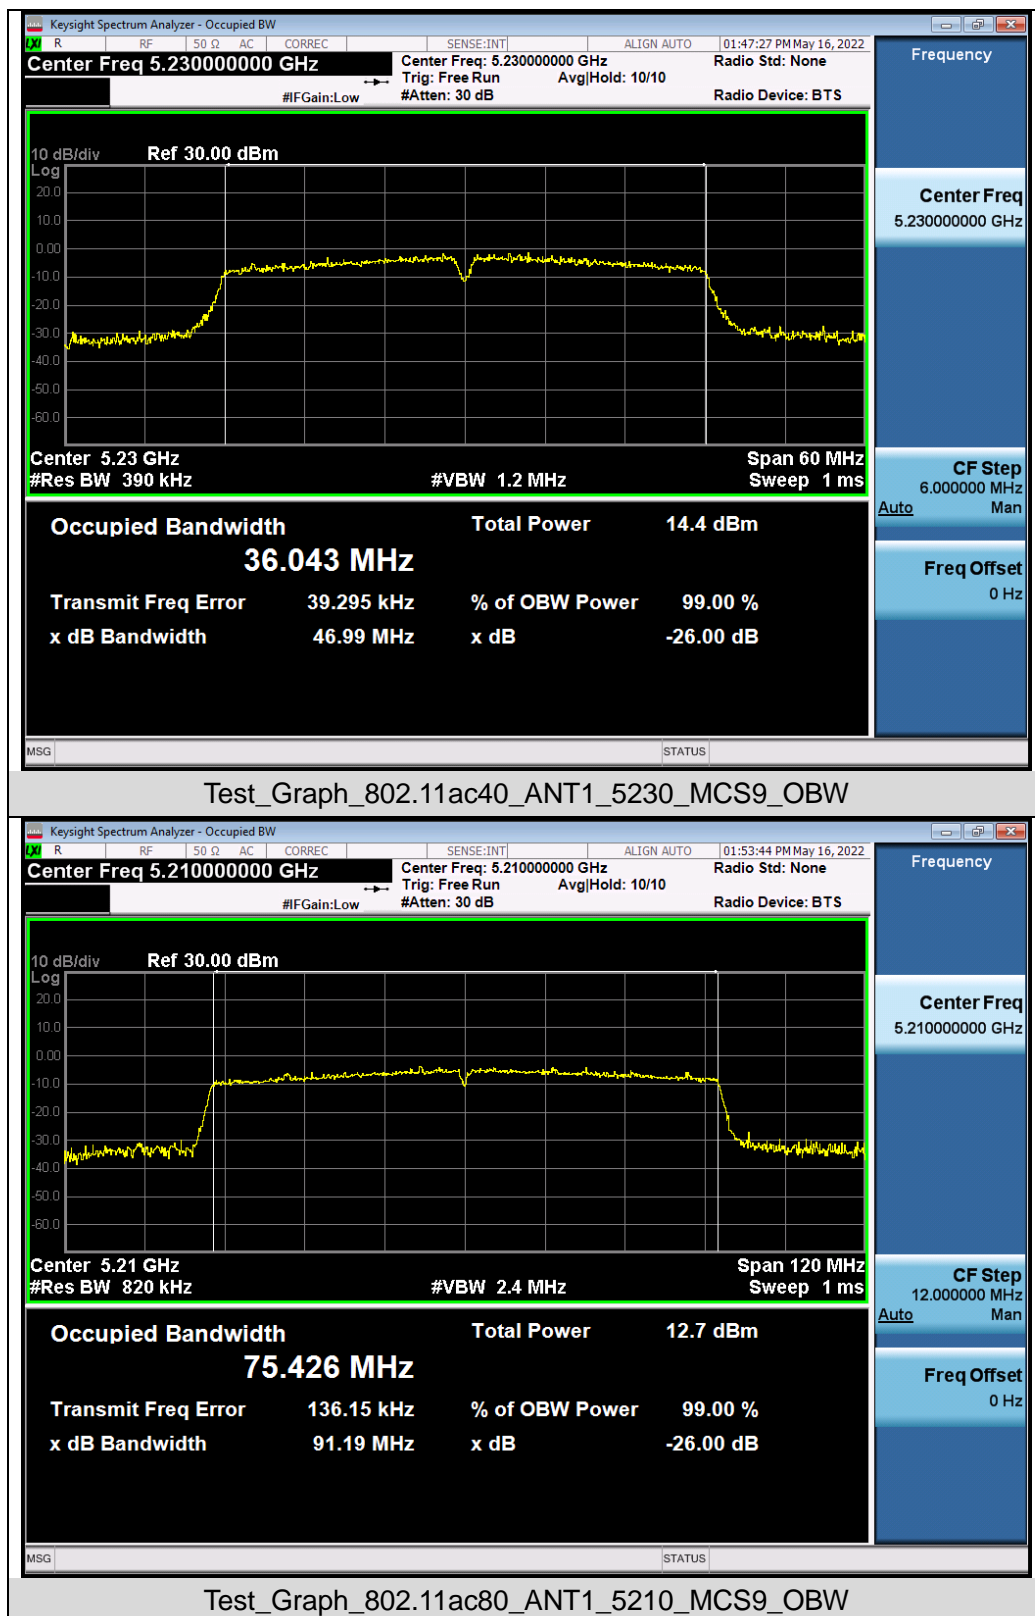 Keysight Spectrum Analyzer - Occupied BW
LXI R RF 50 Ω AC CORREC SENSE:INT ALIGN AUTO 01:47:27 PM May 16, 2022
Center Freq 5.230000000 GHz
Center Freq: 5.230000000 GHz Radio Std: None
Trig: Free Run Avg|Hold: 10/10
#IFGain:Low #Atten: 30 dB Radio Device: BTS
Frequency
10 dB/div Ref 30.00 dBm
Log
20.0
10.0
0.00
-10.0
-20.0
-30.0
-40.0
-50.0
-60.0
Center Freq
5.230000000 GHz
Center 5.23 GHz Span 60 MHz
#Res BW 390 kHz #VBW 1.2 MHz Sweep 1 ms
CF Step
6.000000 MHz
Auto Man
Occupied Bandwidth Total Power 14.4 dBm
36.043 MHz
Transmit Freq Error 39.295 kHz % of OBW Power 99.00 %
x dB Bandwidth 46.99 MHz x dB -26.00 dB
Freq Offset
0 Hz
MSG STATUS
Test_Graph_802.11ac40_ANT1_5230_MCS9_OBW
Keysight Spectrum Analyzer - Occupied BW
LXI R RF 50 Ω AC CORREC SENSE:INT ALIGN AUTO 01:53:44 PM May 16, 2022
Center Freq 5.210000000 GHz
Center Freq: 5.210000000 GHz Radio Std: None
Trig: Free Run Avg|Hold: 10/10
#IFGain:Low #Atten: 30 dB Radio Device: BTS
Frequency
10 dB/div Ref 30.00 dBm
Log
20.0
10.0
0.00
-10.0
-20.0
-30.0
-40.0
-50.0
-60.0
Center Freq
5.210000000 GHz
Center 5.21 GHz Span 120 MHz
#Res BW 820 kHz #VBW 2.4 MHz Sweep 1 ms
CF Step
12.000000 MHz
Auto Man
Occupied Bandwidth Total Power 12.7 dBm
75.426 MHz
Transmit Freq Error 136.15 kHz % of OBW Power 99.00 %
x dB Bandwidth 91.19 MHz x dB -26.00 dB
Freq Offset
0 Hz
MSG STATUS
Test_Graph_802.11ac80_ANT1_5210_MCS9_OBW